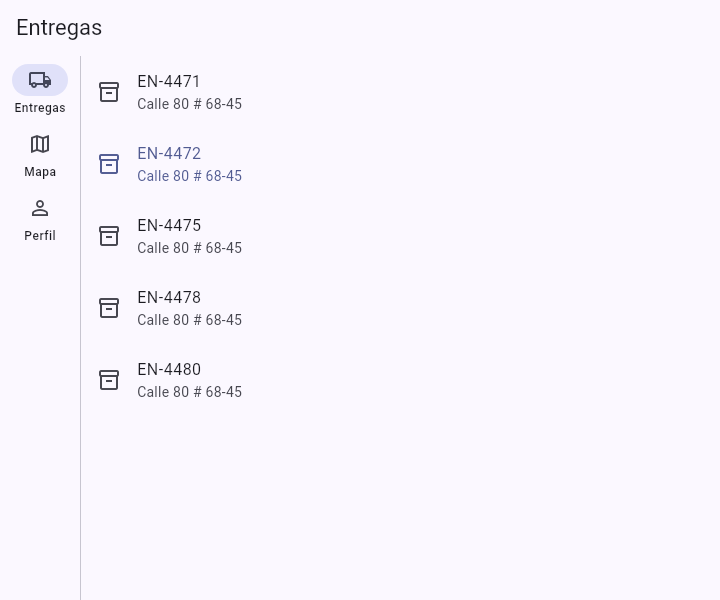 Entregas
Entregas
Mapa
Perfil
EN-4471
Calle 80 # 68-45
EN-4472
Calle 80 # 68-45
EN-4475
Calle 80 # 68-45
EN-4478
Calle 80 # 68-45
EN-4480
Calle 80 # 68-45